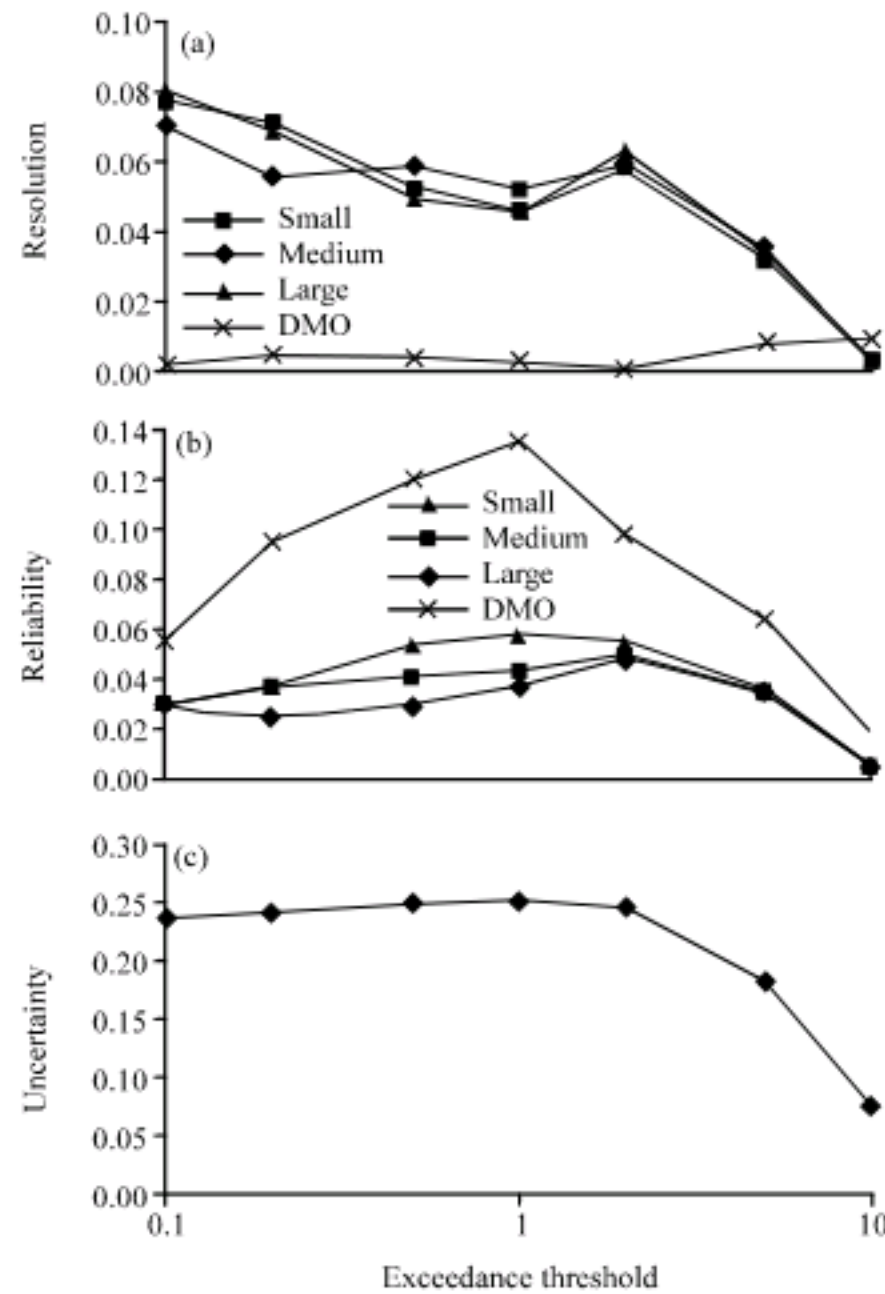 (a)
Resolution
0.10
0.08
0.06
0.04
0.02
0.00
Small
Medium
Large
DMO
(b)
Reliability
0.14
0.12
0.10
0.08
0.06
0.04
0.02
0.00
Small
Medium
Large
DMO
(c)
Uncertainty
0.30
0.25
0.20
0.15
0.10
0.05
0.00
0.1 1 10
Exceedance threshold